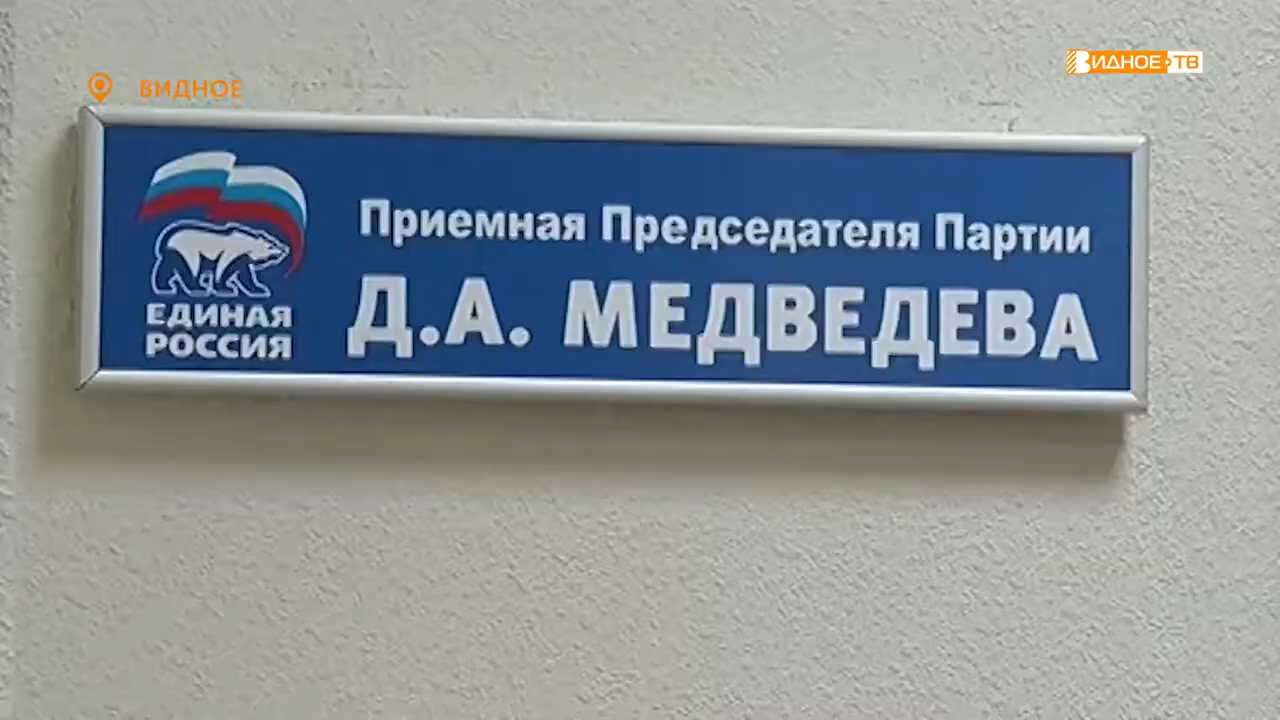 ВИДНОЕ
ВИДНОЕ ТВ
Приемная Председателя Партии
Д.А. МЕДВЕДЕВА
ЕДИНАЯ
РОССИЯ